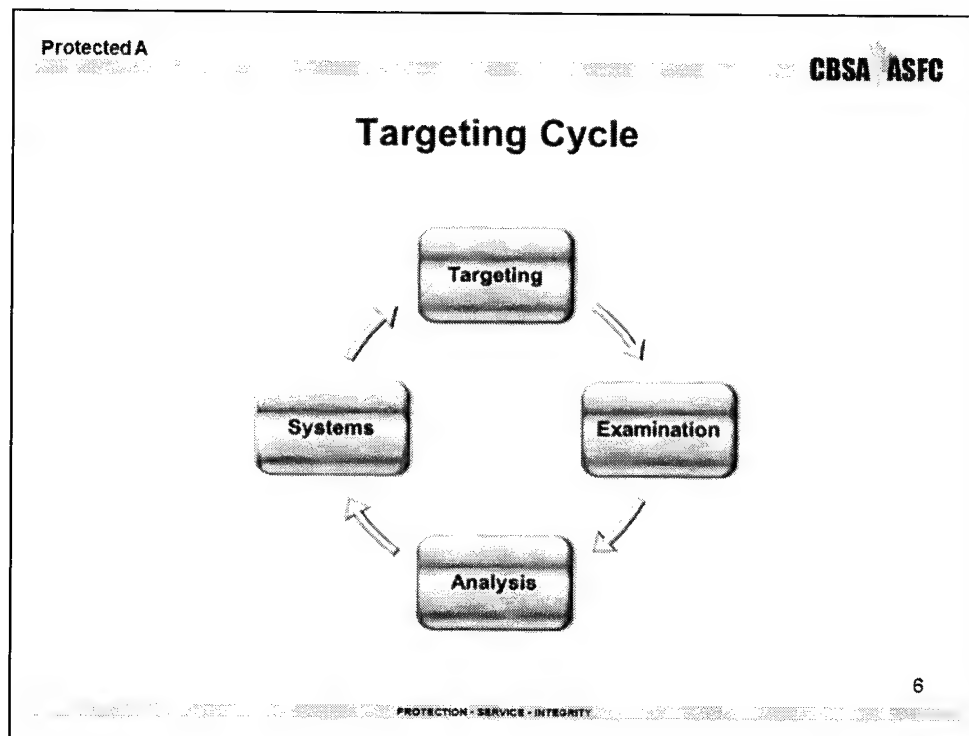 Protected A
CBSA ASFC
Targeting Cycle
Targeting
Systems
Examination
Analysis
6
PROTECTION • SERVICE • INTEGRITY